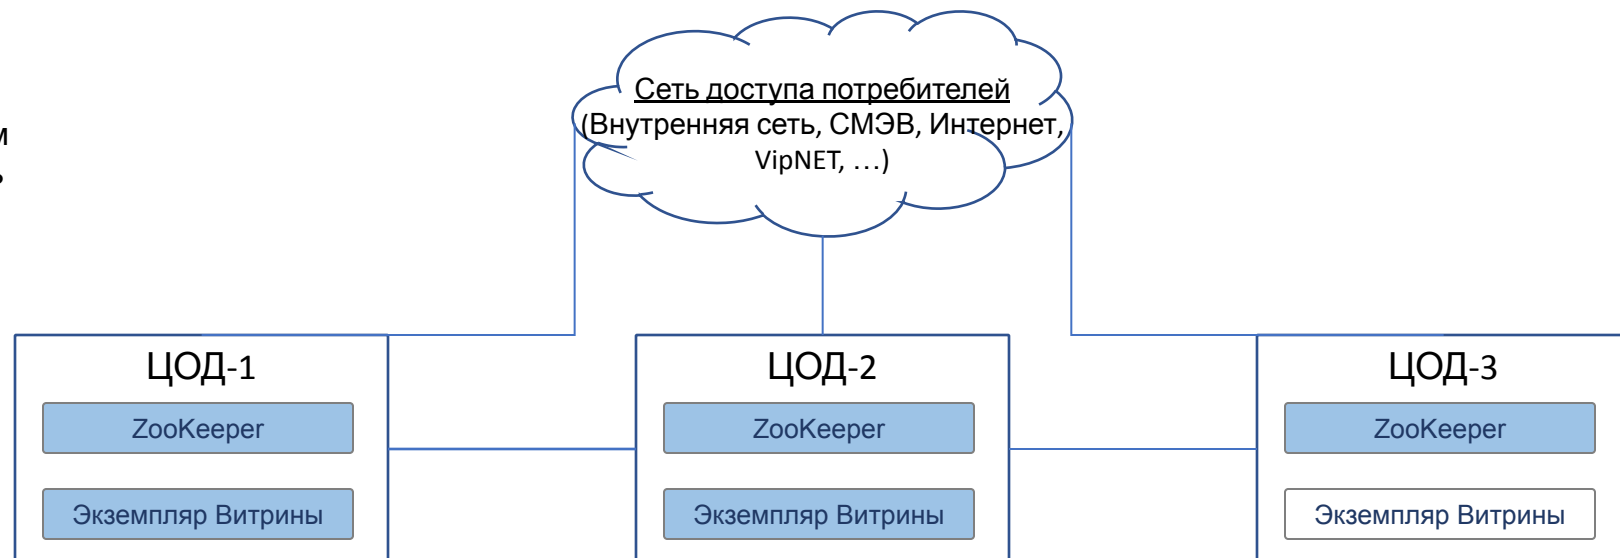 Сеть доступа потребителей
(Внутренняя сеть, СМЭВ, Интернет,
VipNET, …)
ЦОД-1
ЦОД-2
ЦОД-3
ZooKeeper
ZooKeeper
ZooKeeper
Экземпляр Витрины
Экземпляр Витрины
Экземпляр Витрины